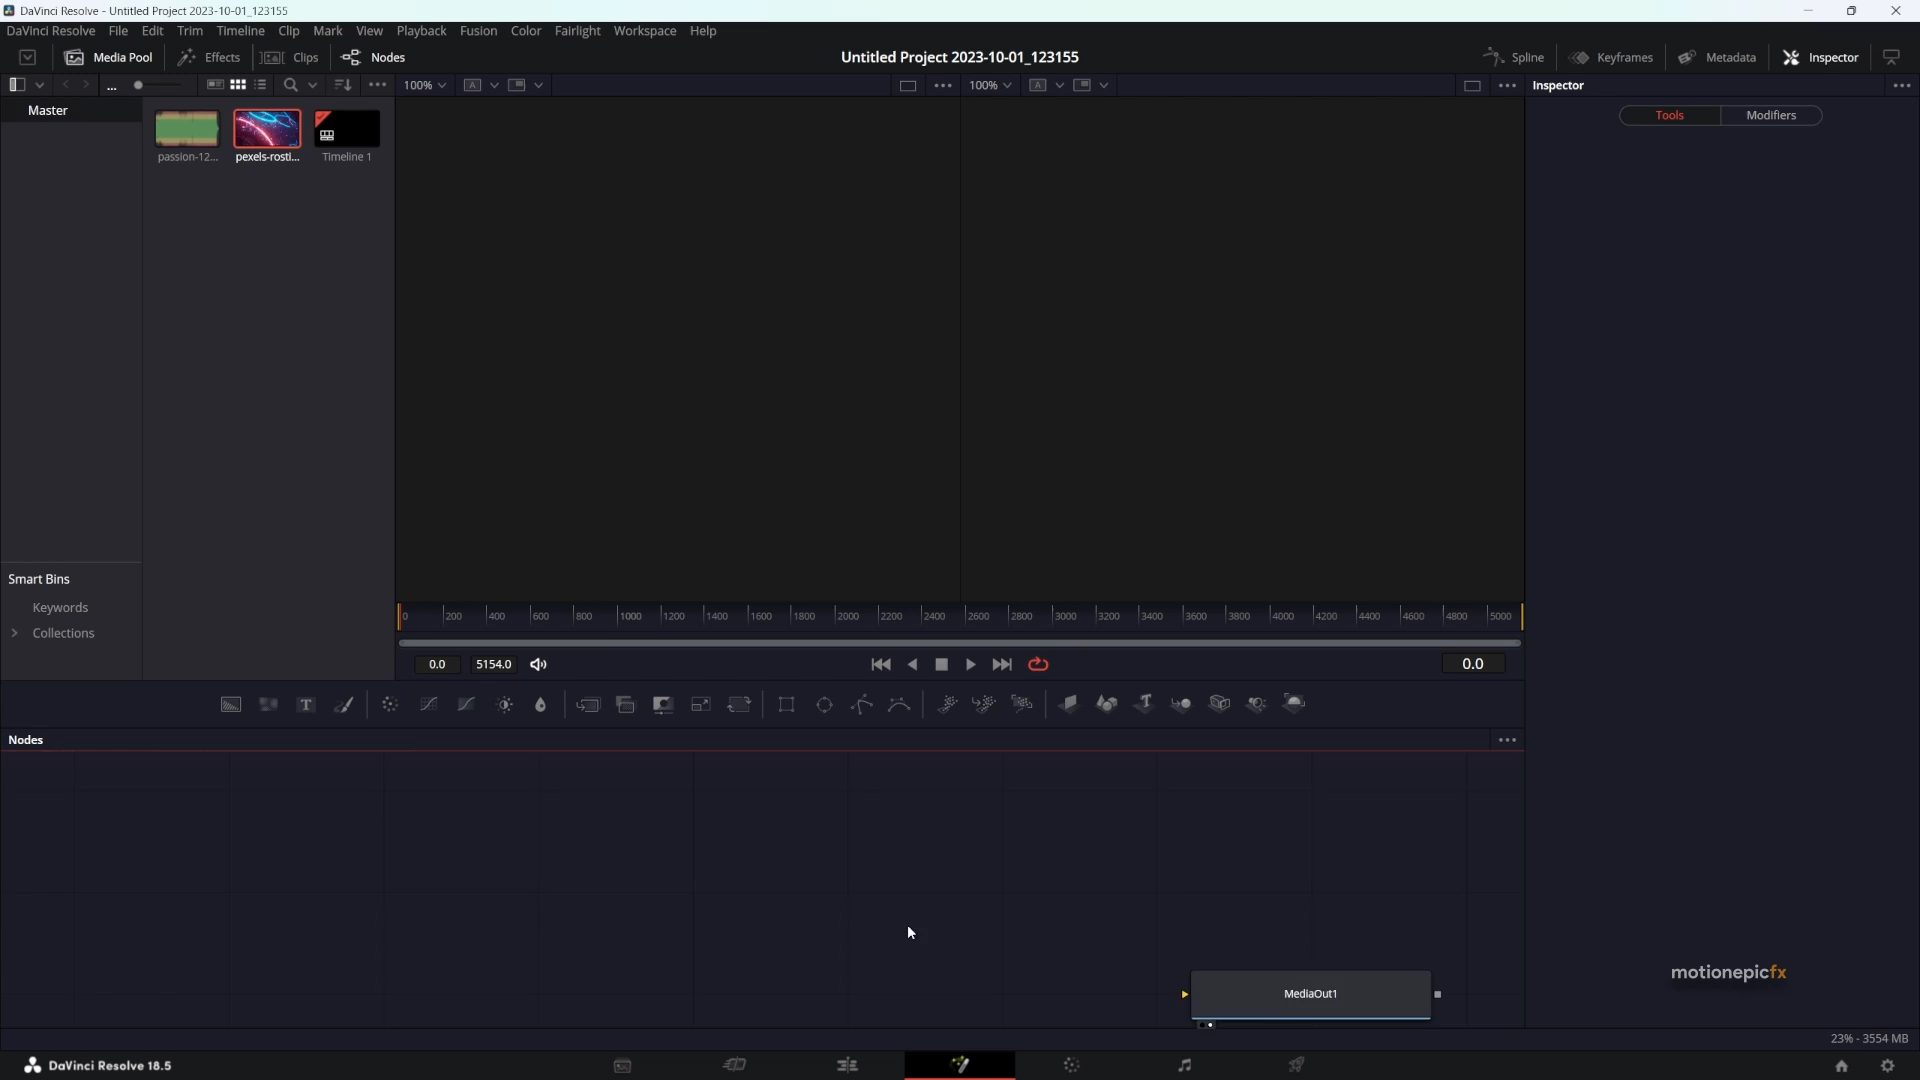 DaVinci Resolve - Untitled Project 2023-10-01_123155
DaVinci Resolve File Edit Trim Timeline Clip Mark View Playback Fusion Color Fairlight Workspace Help
Media Pool Effects Clips Nodes Untitled Project 2023-10-01_123155 Spline Keyframes Metadata Inspector
... 100% A 100% A Inspector
Master
Tools Modifiers
passion-12... pexels-rosti... Timeline 1
Smart Bins
Keywords
Collections
0 200 400 600 800 1000 1200 1400 1600 1800 2000 2200 2400 2600 2800 3000 3200 3400 3600 3800 4000 4200 4400 4600 4800 5000
0.0 5154.0 0.0
T T
Nodes
motionepicfx
MediaOut1
23% - 3554 MB
DaVinci Resolve 18.5